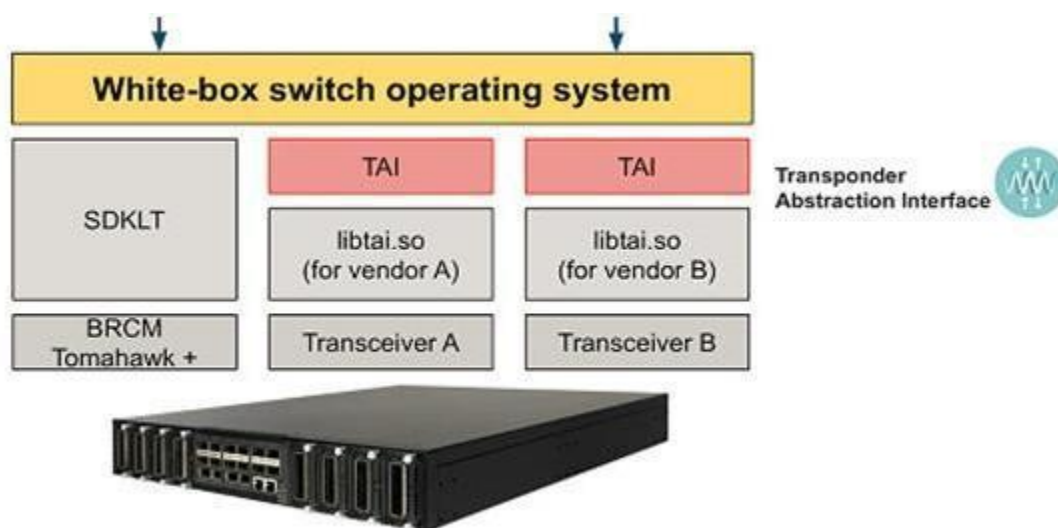 White-box switch operating system
SDKLT
TAI
TAI
Transponder
Abstraction Interface
libtai.so
(for vendor A)
libtai.so
(for vendor B)
BRCM
Tomahawk +
Transceiver A
Transceiver B